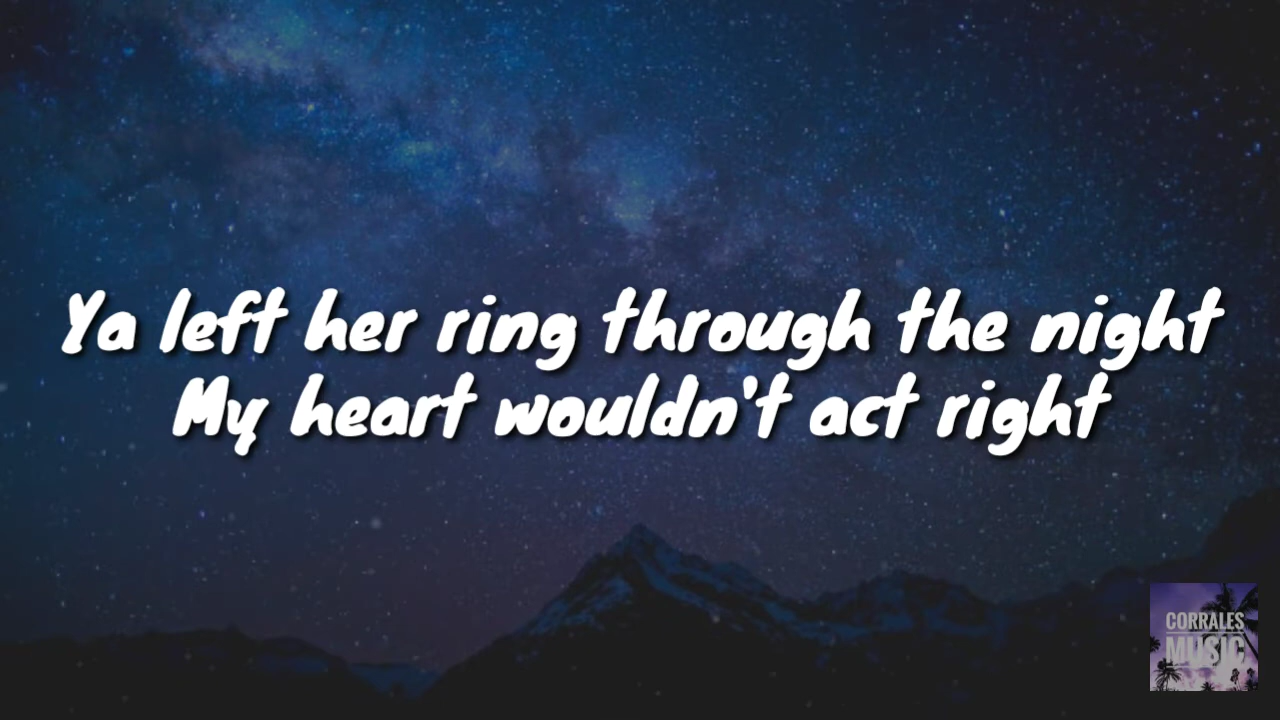 Ya left her ring through the night
My heart wouldn't act right
CORRALES
MUSIC